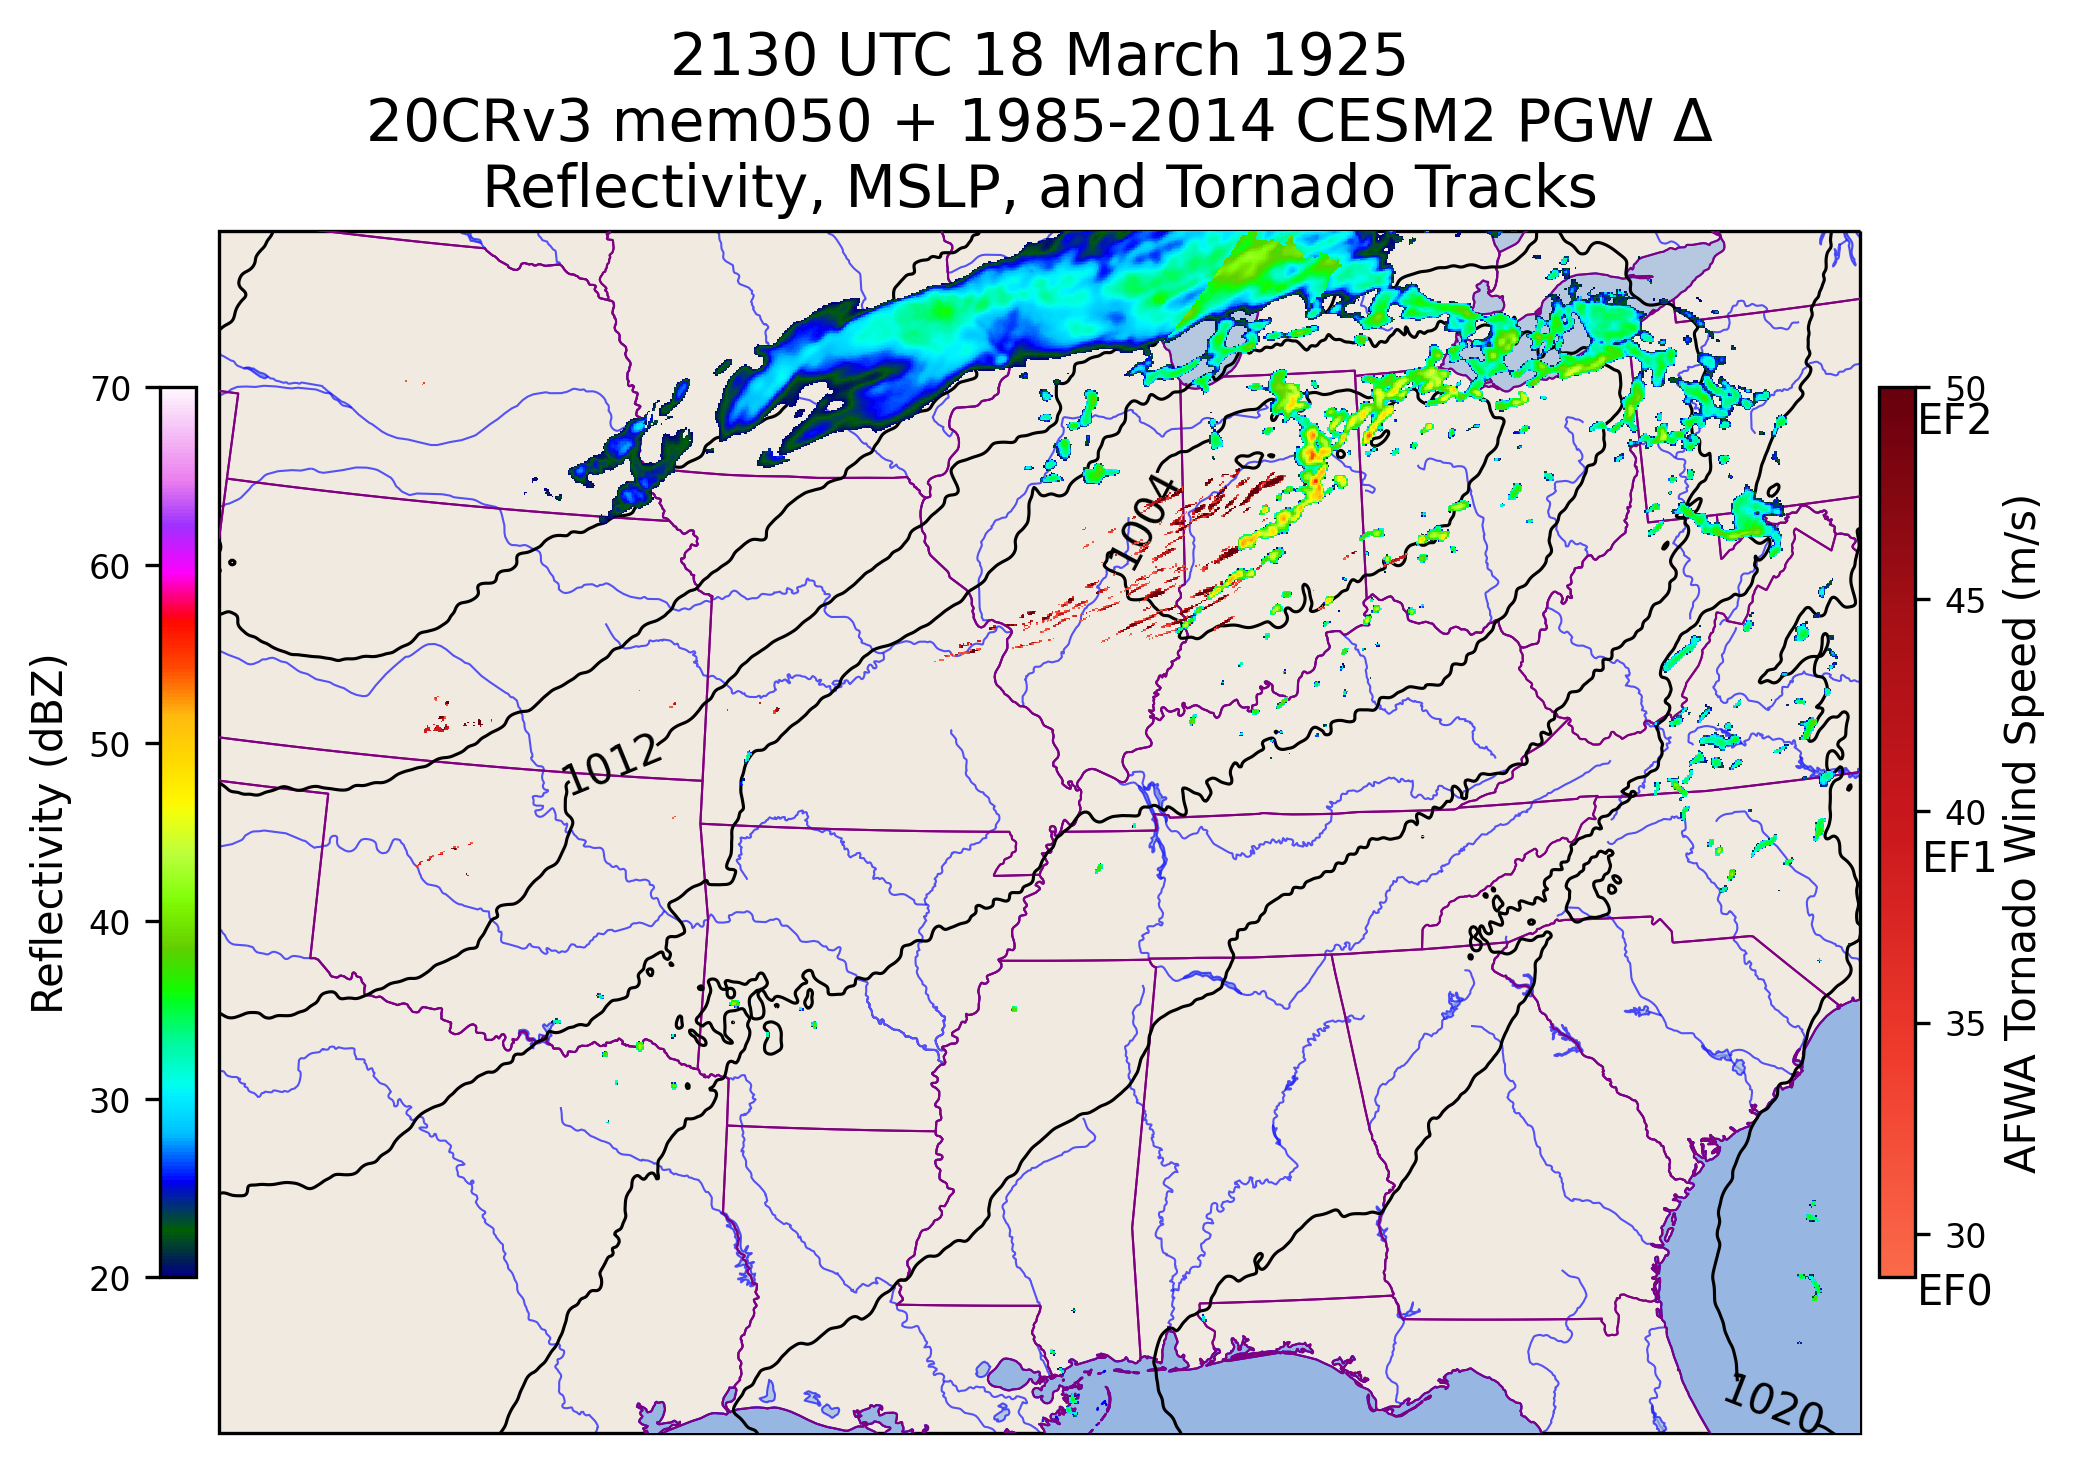 2130 UTC 18 March 1925
20CRv3 mem050 + 1985-2014 CESM2 PGW Δ
Reflectivity, MSLP, and Tornado Tracks
70
60
50
40
30
20
Reflectivity (dBZ)
1004
1012
1020
50
EF2
45
40
EF1
35
30
EF0
AFWA Tornado Wind Speed (m/s)